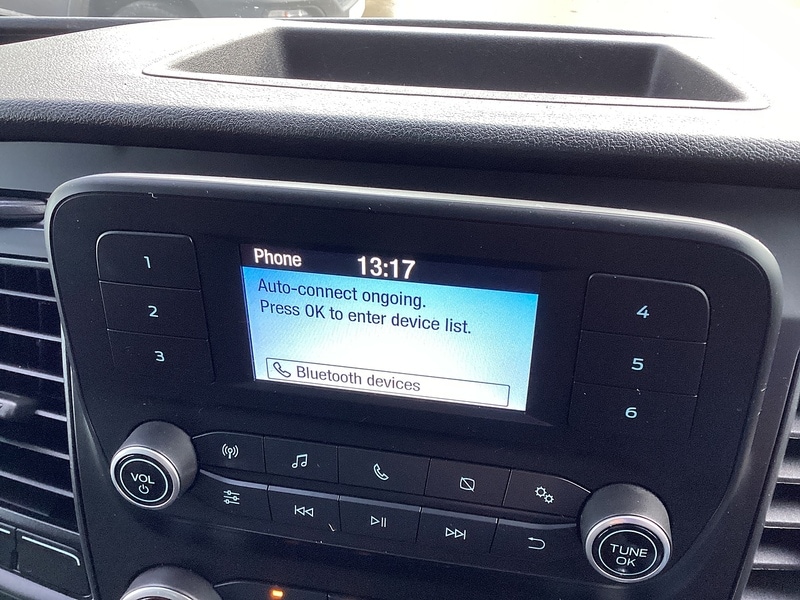 Phone 13:17
Auto-connect ongoing.
Press OK to enter device list.
Bluetooth devices
1
2
3
4
5
6
VOL
TUNE
OK